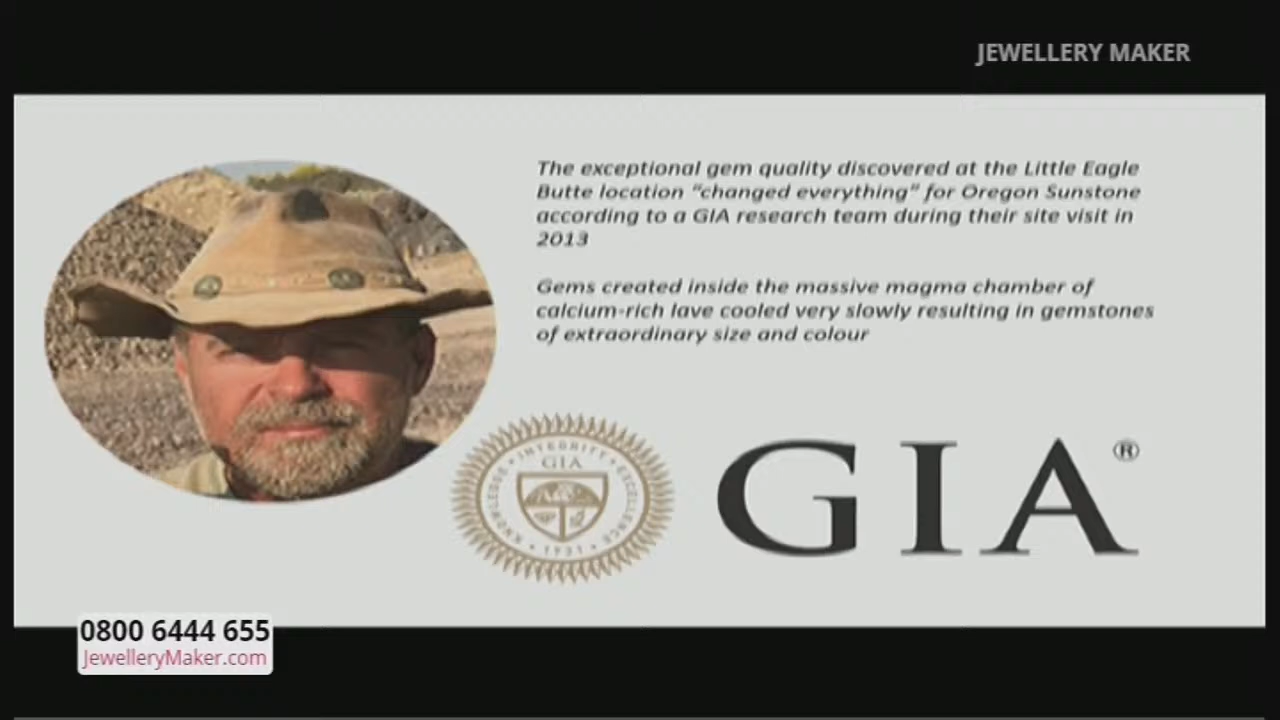 JEWELLERY MAKER
The exceptional gem quality discovered at the Little Eagle
Butte location “changed everything” for Oregon Sunstone
according to a GIA research team during their site visit in
2013
Gems created inside the massive magma chamber of
calcium-rich lave cooled very slowly resulting in gemstones
of extraordinary size and colour
KNOWLEDGE • INTEGRITY • EXCELLENCE
GIA
1931
GIA®
0800 6444 655
JewelleryMaker.com